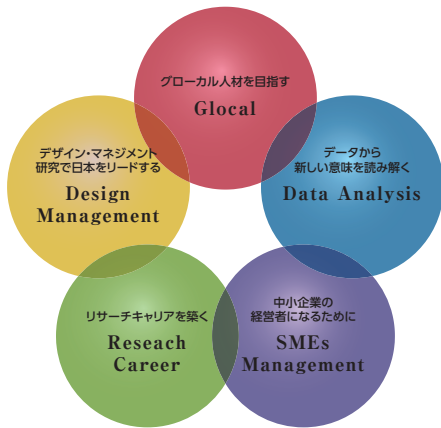 グローカル人材を目指す
Glocal
デザイン・マネジメント
研究で日本をリードする
Design
Management
データから
新しい意味を読み解く
Data Analysis
リサーチキャリアを築く
Reseach
Career
中小企業の
経営者になるために
SMEs
Management